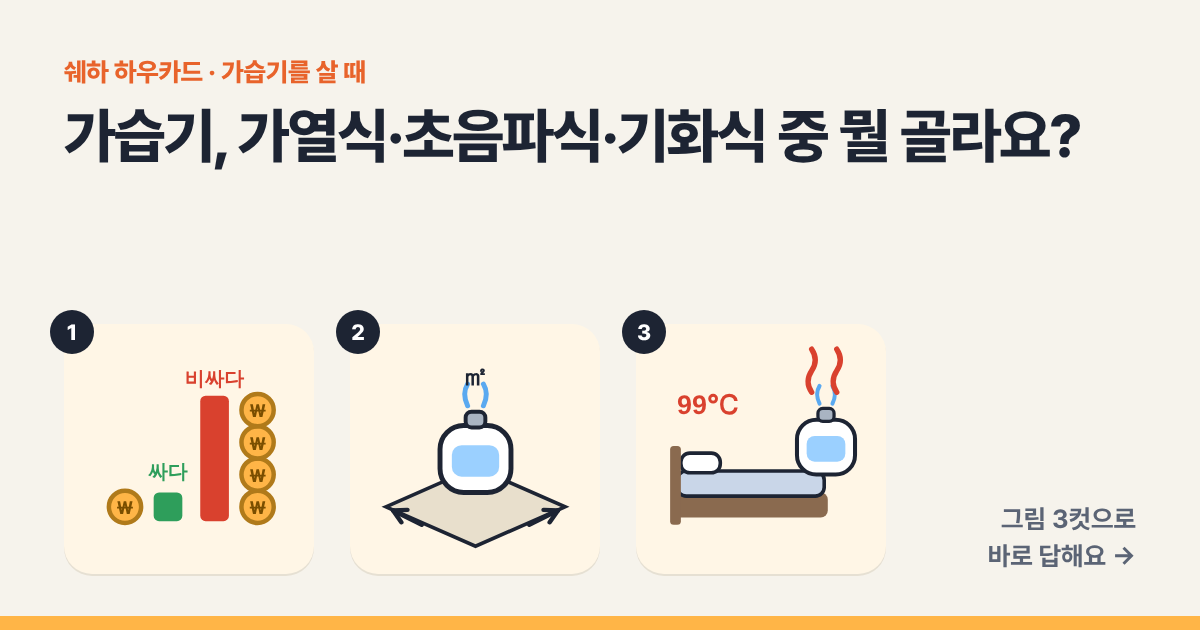 쉐하 하우카드 · 가습기를 살 때
가습기, 가열식·초음파식·기화식 중 뭘 골라요?
1
비싸다
싸다
₩
₩
₩
₩
₩
2
m²
3
99°C
그림 3컷으로
바로 답해요 →